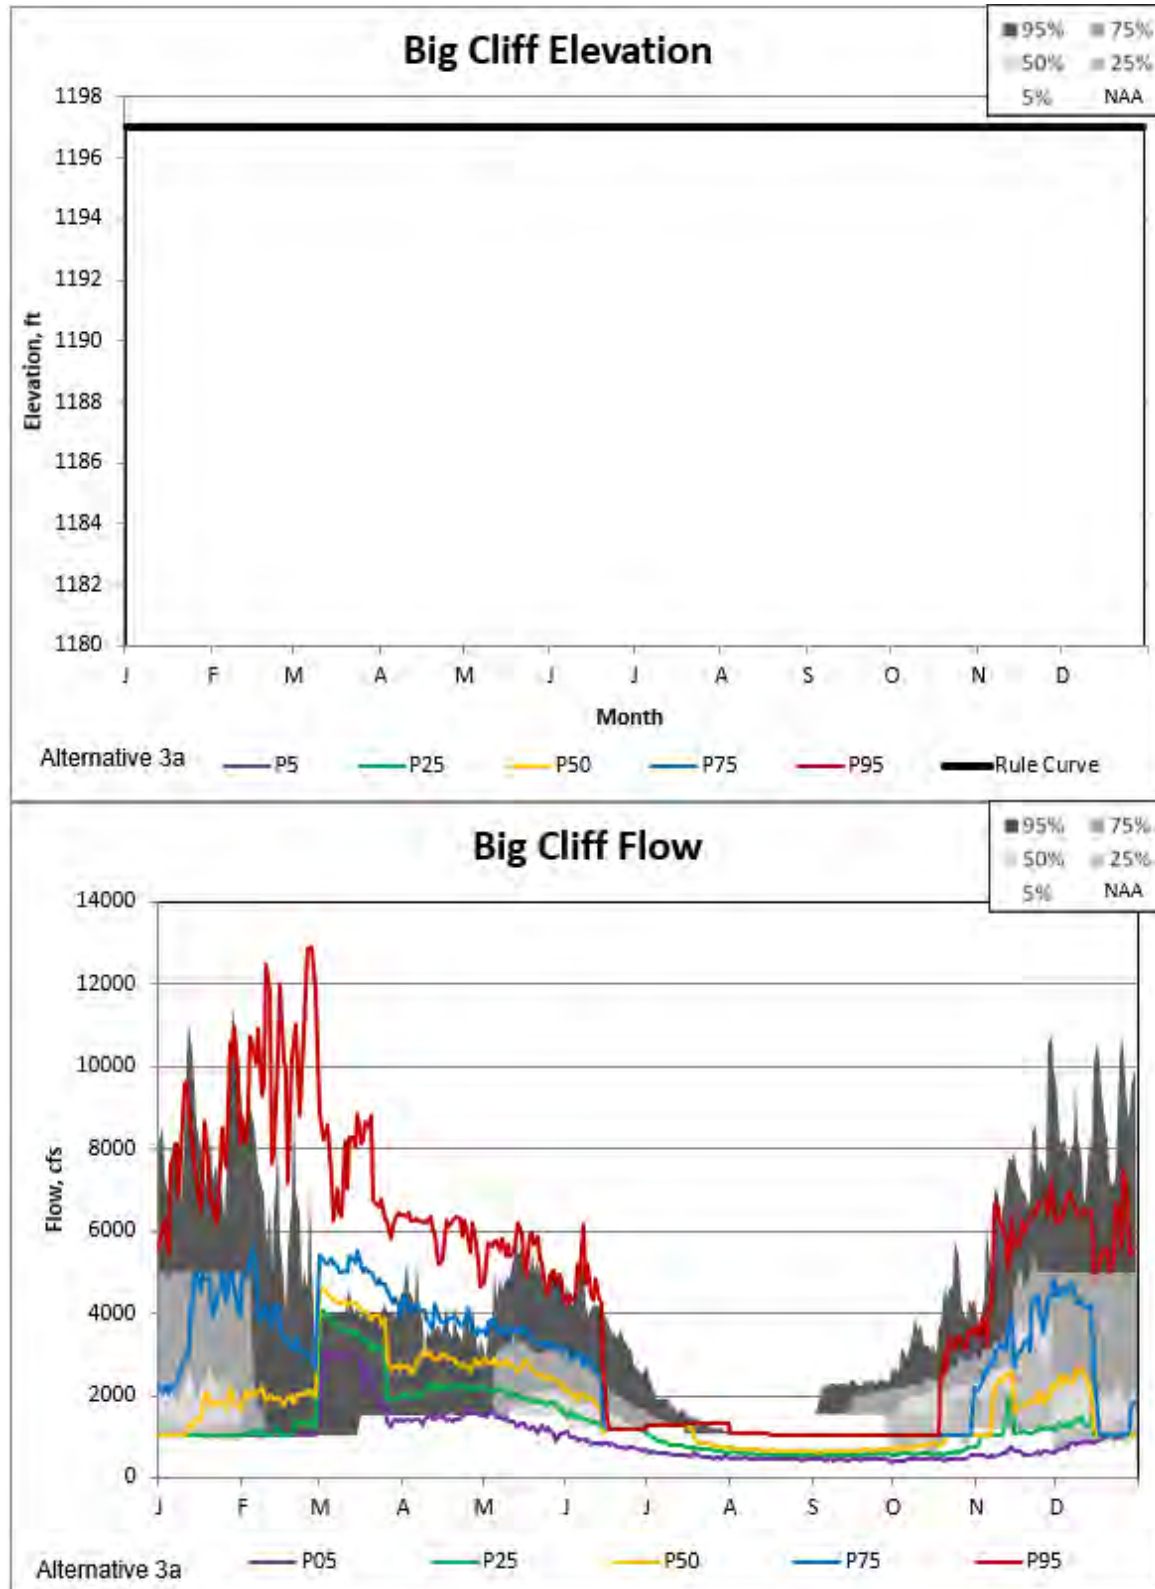 Big Cliff Elevation
95% 75%
50% 25%
5% NAA
1198
1196
1194
1192
1190
1188
1186
1184
1182
1180
Elevation, ft
J F M A M J J A S O N D
Month
Alternative 3a P5 P25 P50 P75 P95 Rule Curve
Big Cliff Flow
95% 75%
50% 25%
5% NAA
14000
12000
10000
8000
6000
4000
2000
0
Flow, cfs
J F M A M J J A S O N D
Alternative 3a P05 P25 P50 P75 P95